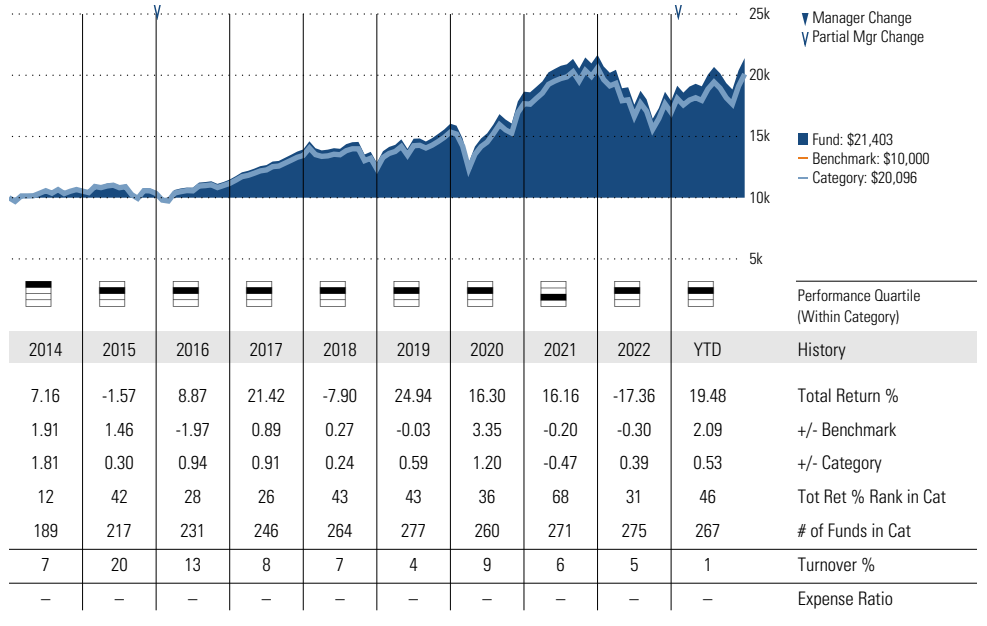 25k
Manager Change
Partial Mgr Change
20k
15k
Fund: $21,403
Benchmark: $10,000
Category: $20,096
10k
5k
Performance Quartile
(Within Category)
2014 2015 2016 2017 2018 2019 2020 2021 2022 YTD History
7.16 -1.57 8.87 21.42 -7.90 24.94 16.30 16.16 -17.36 19.48 Total Return %
1.91 1.46 -1.97 0.89 0.27 -0.03 3.35 -0.20 -0.30 2.09 +/- Benchmark
1.81 0.30 0.94 0.91 0.24 0.59 1.20 -0.47 0.39 0.53 +/- Category
12 42 28 26 43 43 36 68 31 46 Tot Ret % Rank in Cat
189 217 231 246 264 277 260 271 275 267 # of Funds in Cat
7 20 13 8 7 4 9 6 5 1 Turnover %
– – – – – – – – – – Expense Ratio